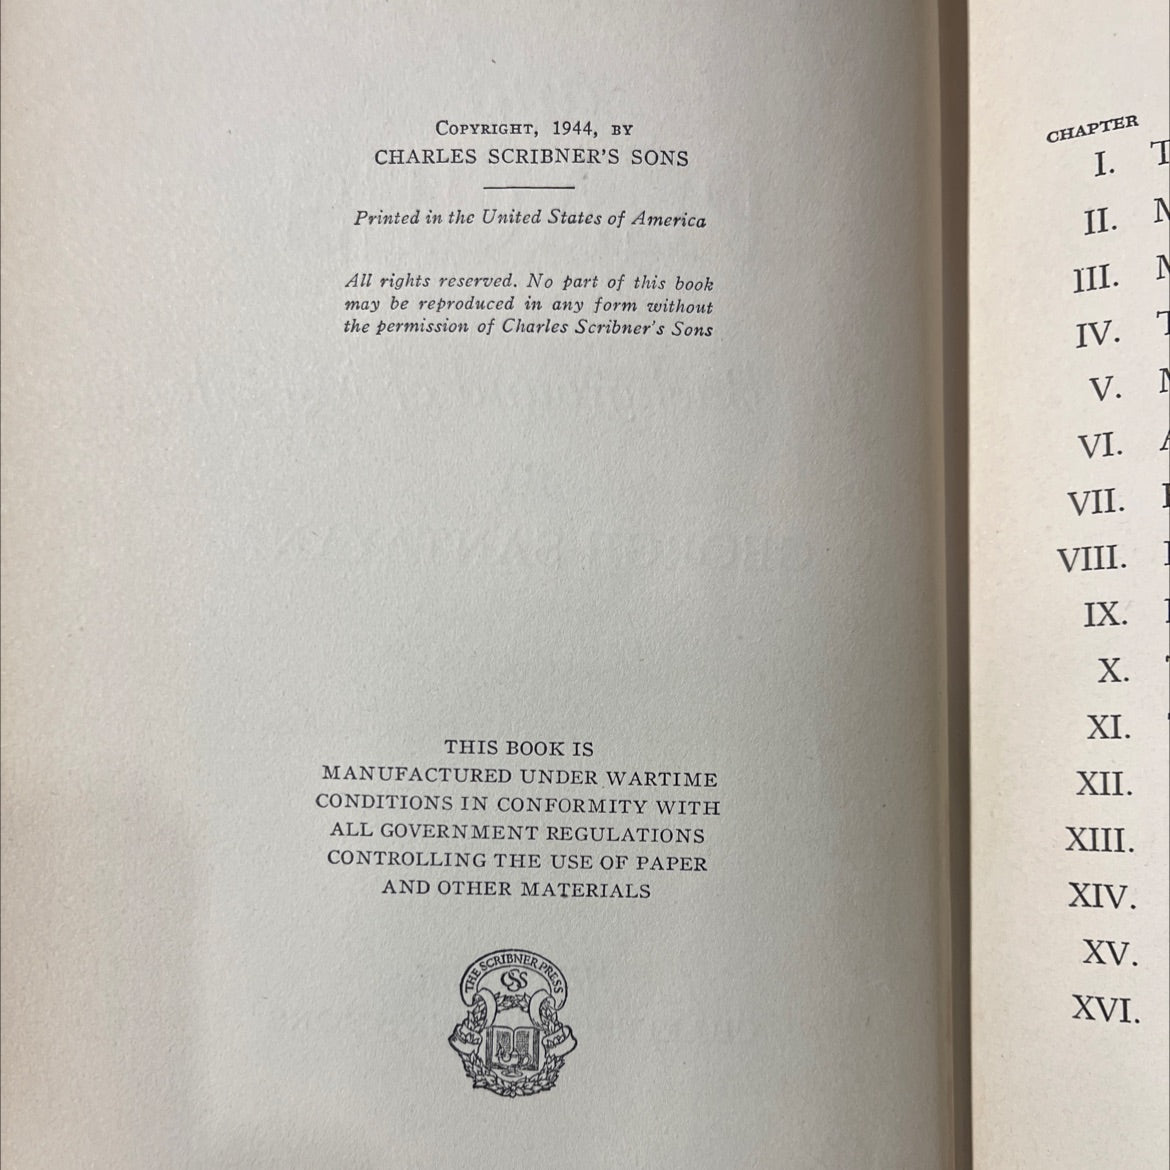 COPYRIGHT, 1944, BY
CHARLES SCRIBNER'S SONS
Printed in the United States of America
All rights reserved. No part of this book
may be reproduced in any form without
the permission of Charles Scribner's Sons
THIS BOOK IS
MANUFACTURED UNDER WARTIME
CONDITIONS IN CONFORMITY WITH
ALL GOVERNMENT REGULATIONS
CONTROLLING THE USE OF PAPER
AND OTHER MATERIALS
THE SCRIBNER PRESS
CSS
CHAPTER
I. T
II. M
III. M
IV. T
V. M
VI. A
VII.
VIII.
IX.
X.
XI.
XII.
XIII.
XIV.
XV.
XVI.